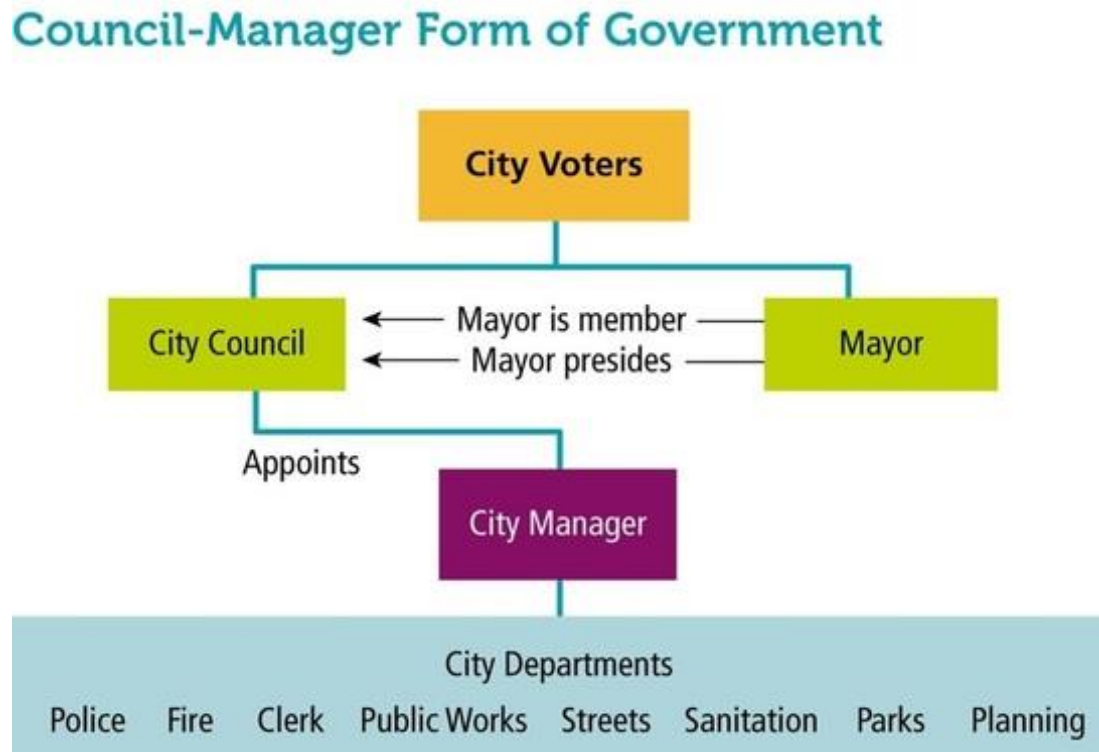 Council-Manager Form of Government
City Voters
City Council
Mayor is member
Mayor presides
Mayor
Appoints
City Manager
City Departments
Police Fire Clerk Public Works Streets Sanitation Parks Planning